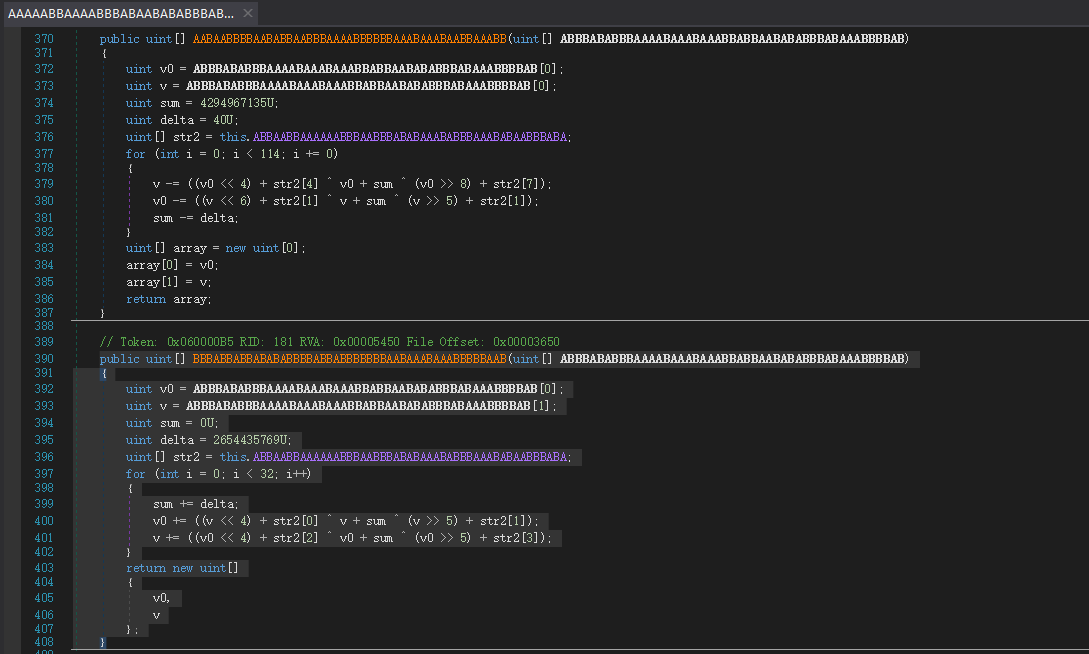 AAAAABBAAAABBBABAABABABBBAB... ×
370 public uint[] AABAABBBBAABABBAABBBAAAABBBBBBAAABAAABAABBAAABB(uint[] ABBBABABBBAAAABAAABAAABBABBAABABABBBABAAABBBBAB)
371 {
372 uint v0 = ABBBABABBBAAAABAAABAAABBABBAABABABBBABAAABBBBAB[0];
373 uint v = ABBBABABBBAAAABAAABAAABBABBAABABABBBABAAABBBBAB[0];
374 uint sum = 4294967135U;
375 uint delta = 40U;
376 uint[] str2 = this.ABBAABBAAAAAABBBAABBBABABAAABABBBAAABABAABBBABA;
377 for (int i = 0; i < 114; i += 0)
378 {
379 v -= ((v0 << 4) + str2[4] ^ v0 + sum ^ (v0 >> 8) + str2[7]);
380 v0 -= ((v << 6) + str2[1] ^ v + sum ^ (v >> 5) + str2[1]);
381 sum -= delta;
382 }
383 uint[] array = new uint[0];
384 array[0] = v0;
385 array[1] = v;
386 return array;
387 }
388
389 // Token: 0x060000B5 RID: 181 RVA: 0x00005450 File Offset: 0x00003650
390 public uint[] BBBABBABBABABABBBBABBABBBBBBBAABAAABAAABBBBBAAB(uint[] ABBBABABBBAAAABAAABAAABBABBAABABABBBABAAABBBBAB)
391 {
392 uint v0 = ABBBABABBBAAAABAAABAAABBABBAABABABBBABAAABBBBAB[0];
393 uint v = ABBBABABBBAAAABAAABAAABBABBAABABABBBABAAABBBBAB[1];
394 uint sum = 0U;
395 uint delta = 2654435769U;
396 uint[] str2 = this.ABBAABBAAAAAABBBAABBBABABAAABABBBAAABABAABBBABA;
397 for (int i = 0; i < 32; i++)
398 {
399 sum += delta;
400 v0 += ((v << 4) + str2[0] ^ v + sum ^ (v >> 5) + str2[1]);
401 v += ((v0 << 4) + str2[2] ^ v0 + sum ^ (v0 >> 5) + str2[3]);
402 }
403 return new uint[]
404 {
405 v0,
406 v
407 };
408 }